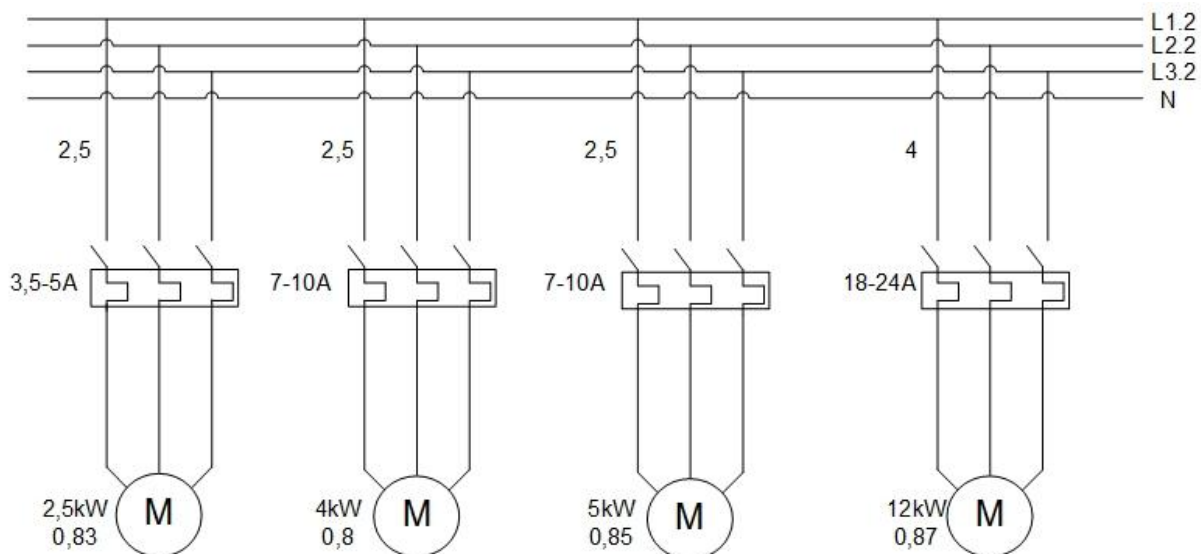 L1.2
L2.2
L3.2
N
2,5
2,5
2,5
4
3,5-5A
7-10A
7-10A
18-24A
2,5kW
0,83
M
4kW
0,8
M
5kW
0,85
M
12kW
0,87
M